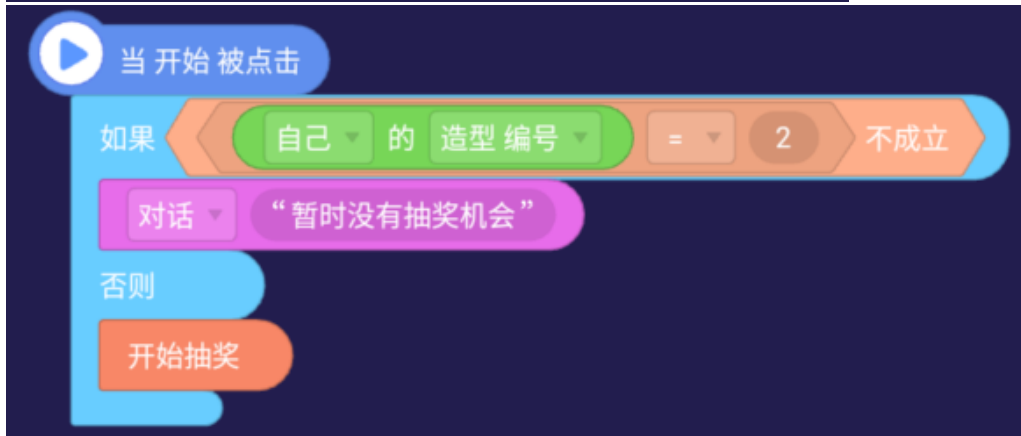 当 开始 被点击
如果 自己 的 造型 编号 = 2 不成立
对话 “暂时没有抽奖机会”
否则
开始抽奖